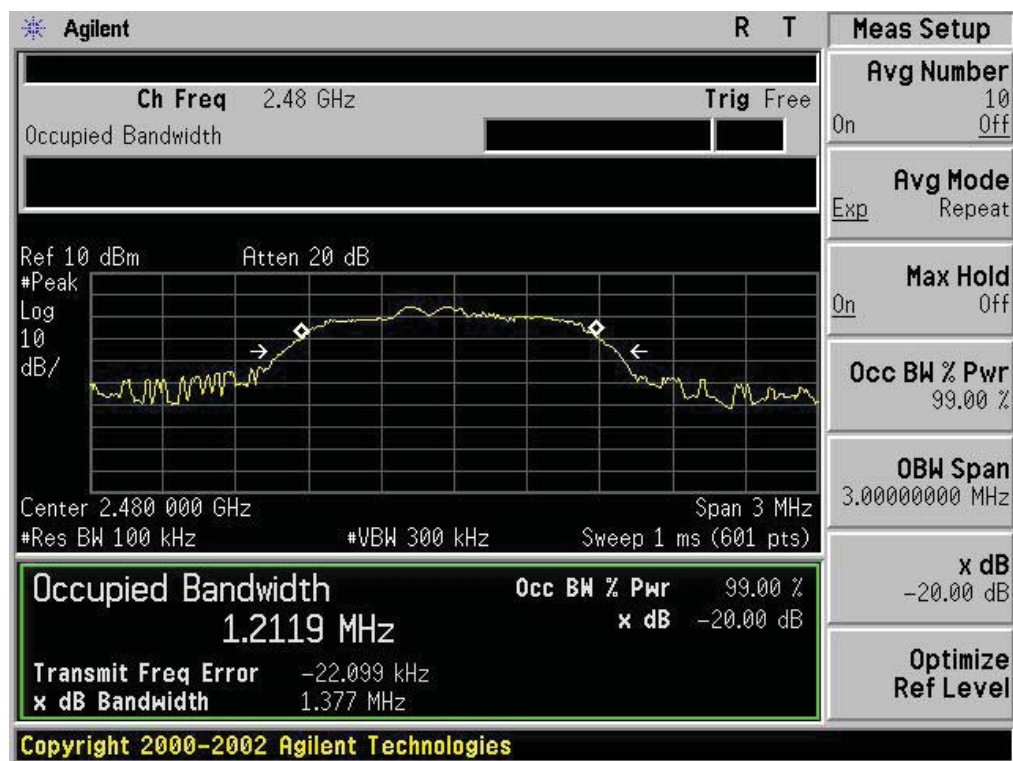 Agilent R T
Ch Freq 2.48 GHz Trig Free
Occupied Bandwidth
Ref 10 dBm Atten 20 dB
#Peak
Log
10
dB/
Center 2.480 000 GHz Span 3 MHz
#Res BW 100 kHz #VBW 300 kHz Sweep 1 ms (601 pts)
Occupied Bandwidth Occ BW % Pwr 99.00 %
1.2119 MHz x dB -20.00 dB
Transmit Freq Error -22.099 kHz
x dB Bandwidth 1.377 MHz
Copyright 2000-2002 Agilent Technologies
Meas Setup
Avg Number
10
On Off
Avg Mode
Exp Repeat
Max Hold
On Off
Occ BW % Pwr
99.00 %
OBW Span
3.00000000 MHz
x dB
-20.00 dB
Optimize
Ref Level